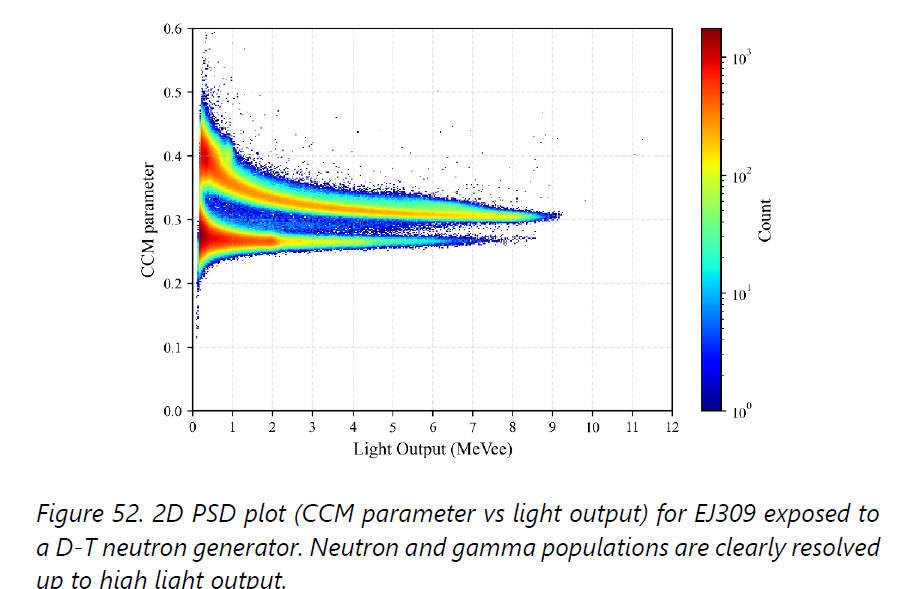 0.6
0.5
0.4
0.3
0.2
0.1
0.0
CCM parameter
0 1 2 3 4 5 6 7 8 9 10 11 12
Light Output (MeVee)
10³
10²
10¹
10⁰
Count
Figure 52. 2D PSD plot (CCM parameter vs light output) for EJ309 exposed to
a D-T neutron generator. Neutron and gamma populations are clearly resolved
up to high light output.